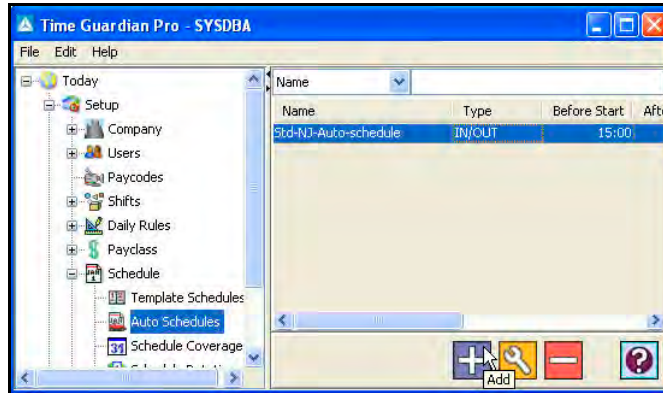 Time Guardian Pro - SYSDBA
File Edit Help
Today
Setup
Company
Users
Paycodes
Shifts
Daily Rules
Payclass
Schedule
Template Schedules
Auto Schedules
31 Schedule Coverage
Name
Name Type Before Start
Std-NJ-Auto-schedule IN/OUT 15:00
Add